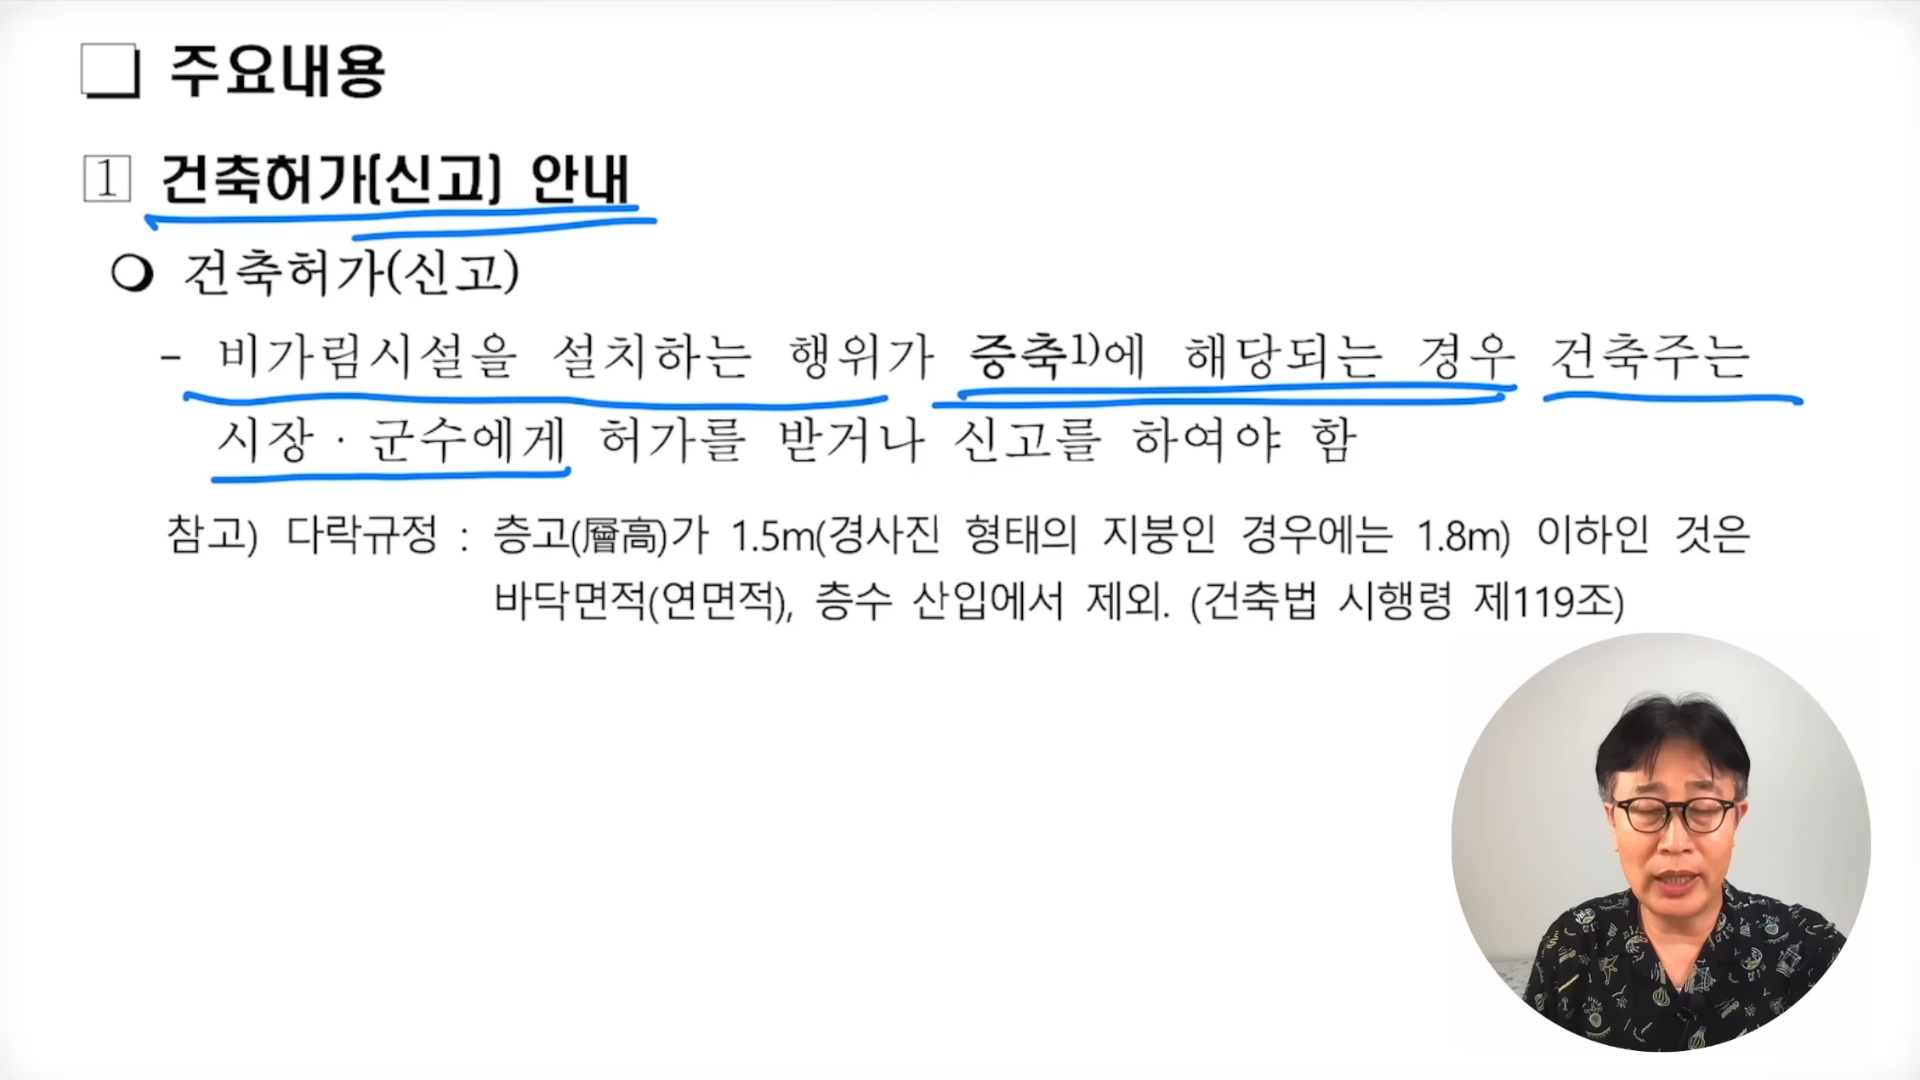 주요내용
1 건축허가(신고) 안내
건축허가(신고)
- 비가림시설을 설치하는 행위가 증축1)에 해당되는 경우 건축주는
시장 · 군수에게 허가를 받거나 신고를 하여야 함
참고) 다락규정 : 층고(層高)가 1.5m(경사진 형태의 지붕인 경우에는 1.8m) 이하인 것은
바닥면적(연면적), 층수 산입에서 제외. (건축법 시행령 제119조)